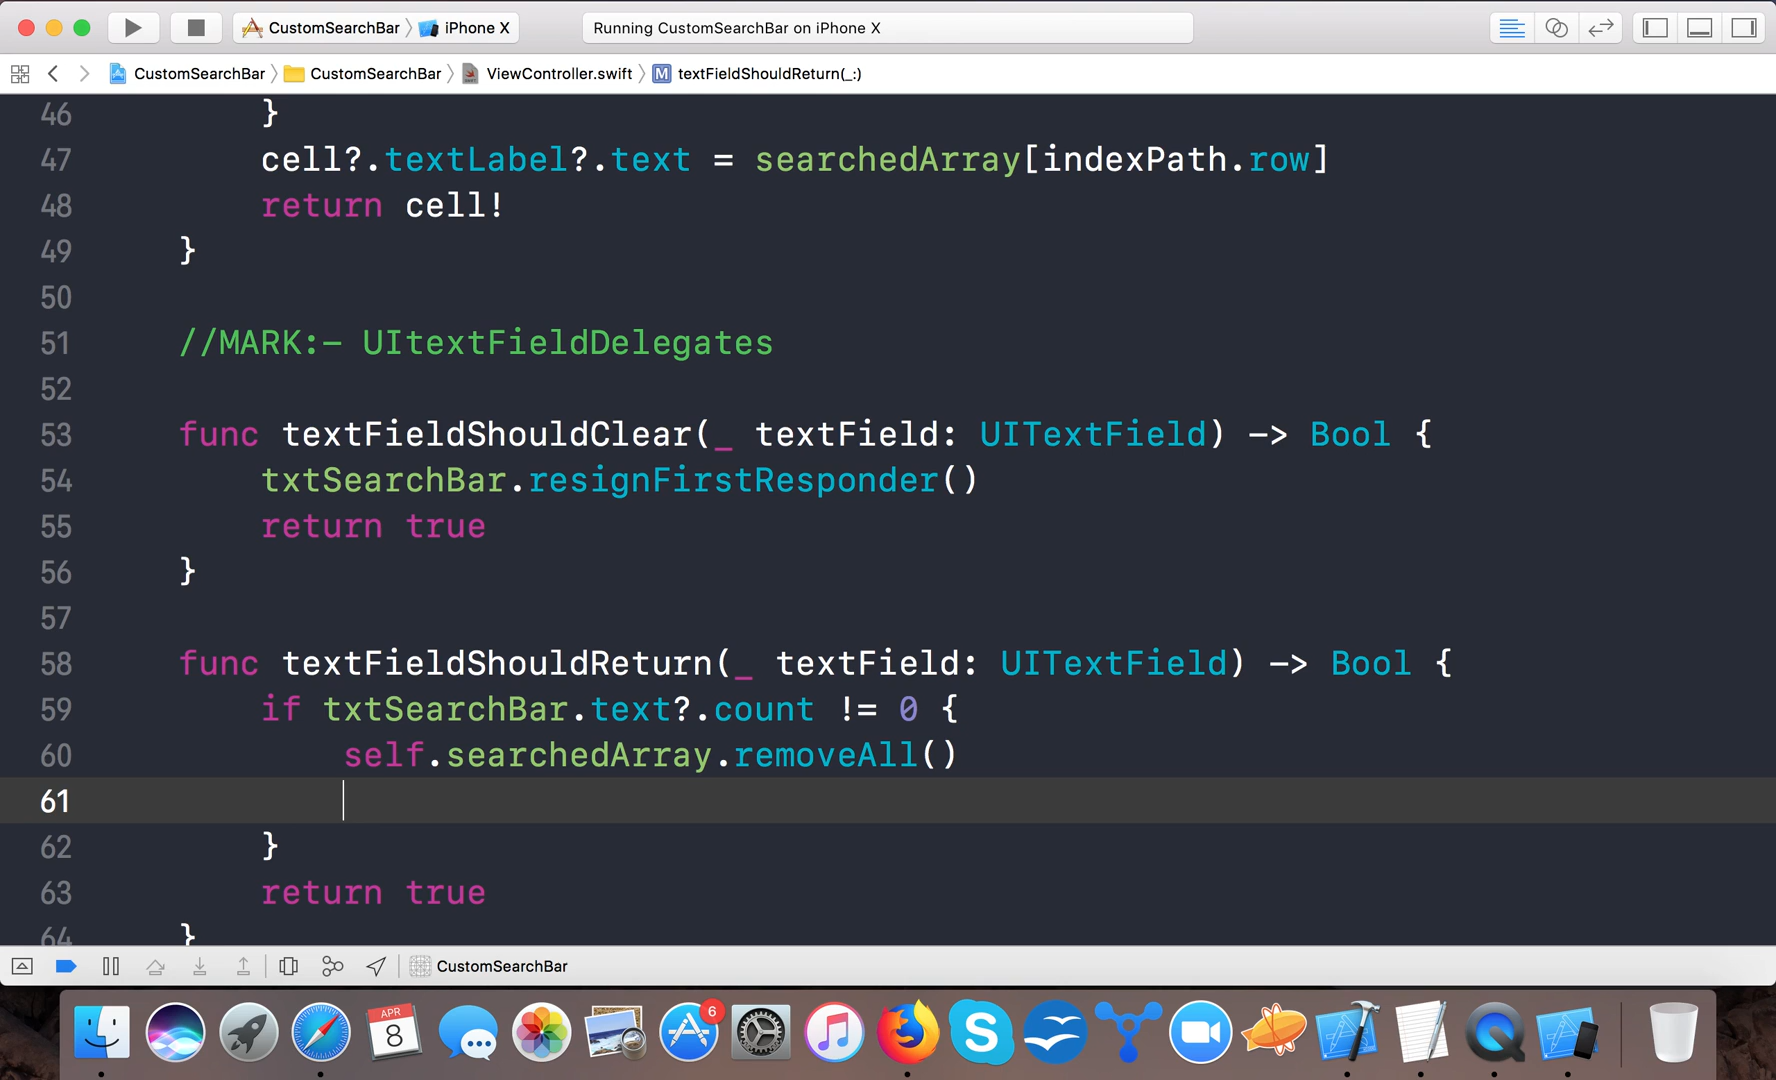 CustomSearchBar iPhone X Running CustomSearchBar on iPhone X
CustomSearchBar CustomSearchBar ViewController.swift M textFieldShouldReturn(_:)
46 }
47 cell?.textLabel?.text = searchedArray[indexPath.row]
48 return cell!
49 }
50
51 //MARK:- UItextFieldDelegates
52
53 func textFieldShouldClear(_ textField: UITextField) -> Bool {
54 txtSearchBar.resignFirstResponder()
55 return true
56 }
57
58 func textFieldShouldReturn(_ textField: UITextField) -> Bool {
59 if txtSearchBar.text?.count != 0 {
60 self.searchedArray.removeAll()
61
62 }
63 return true
64 }
CustomSearchBar
APR
8
6
S